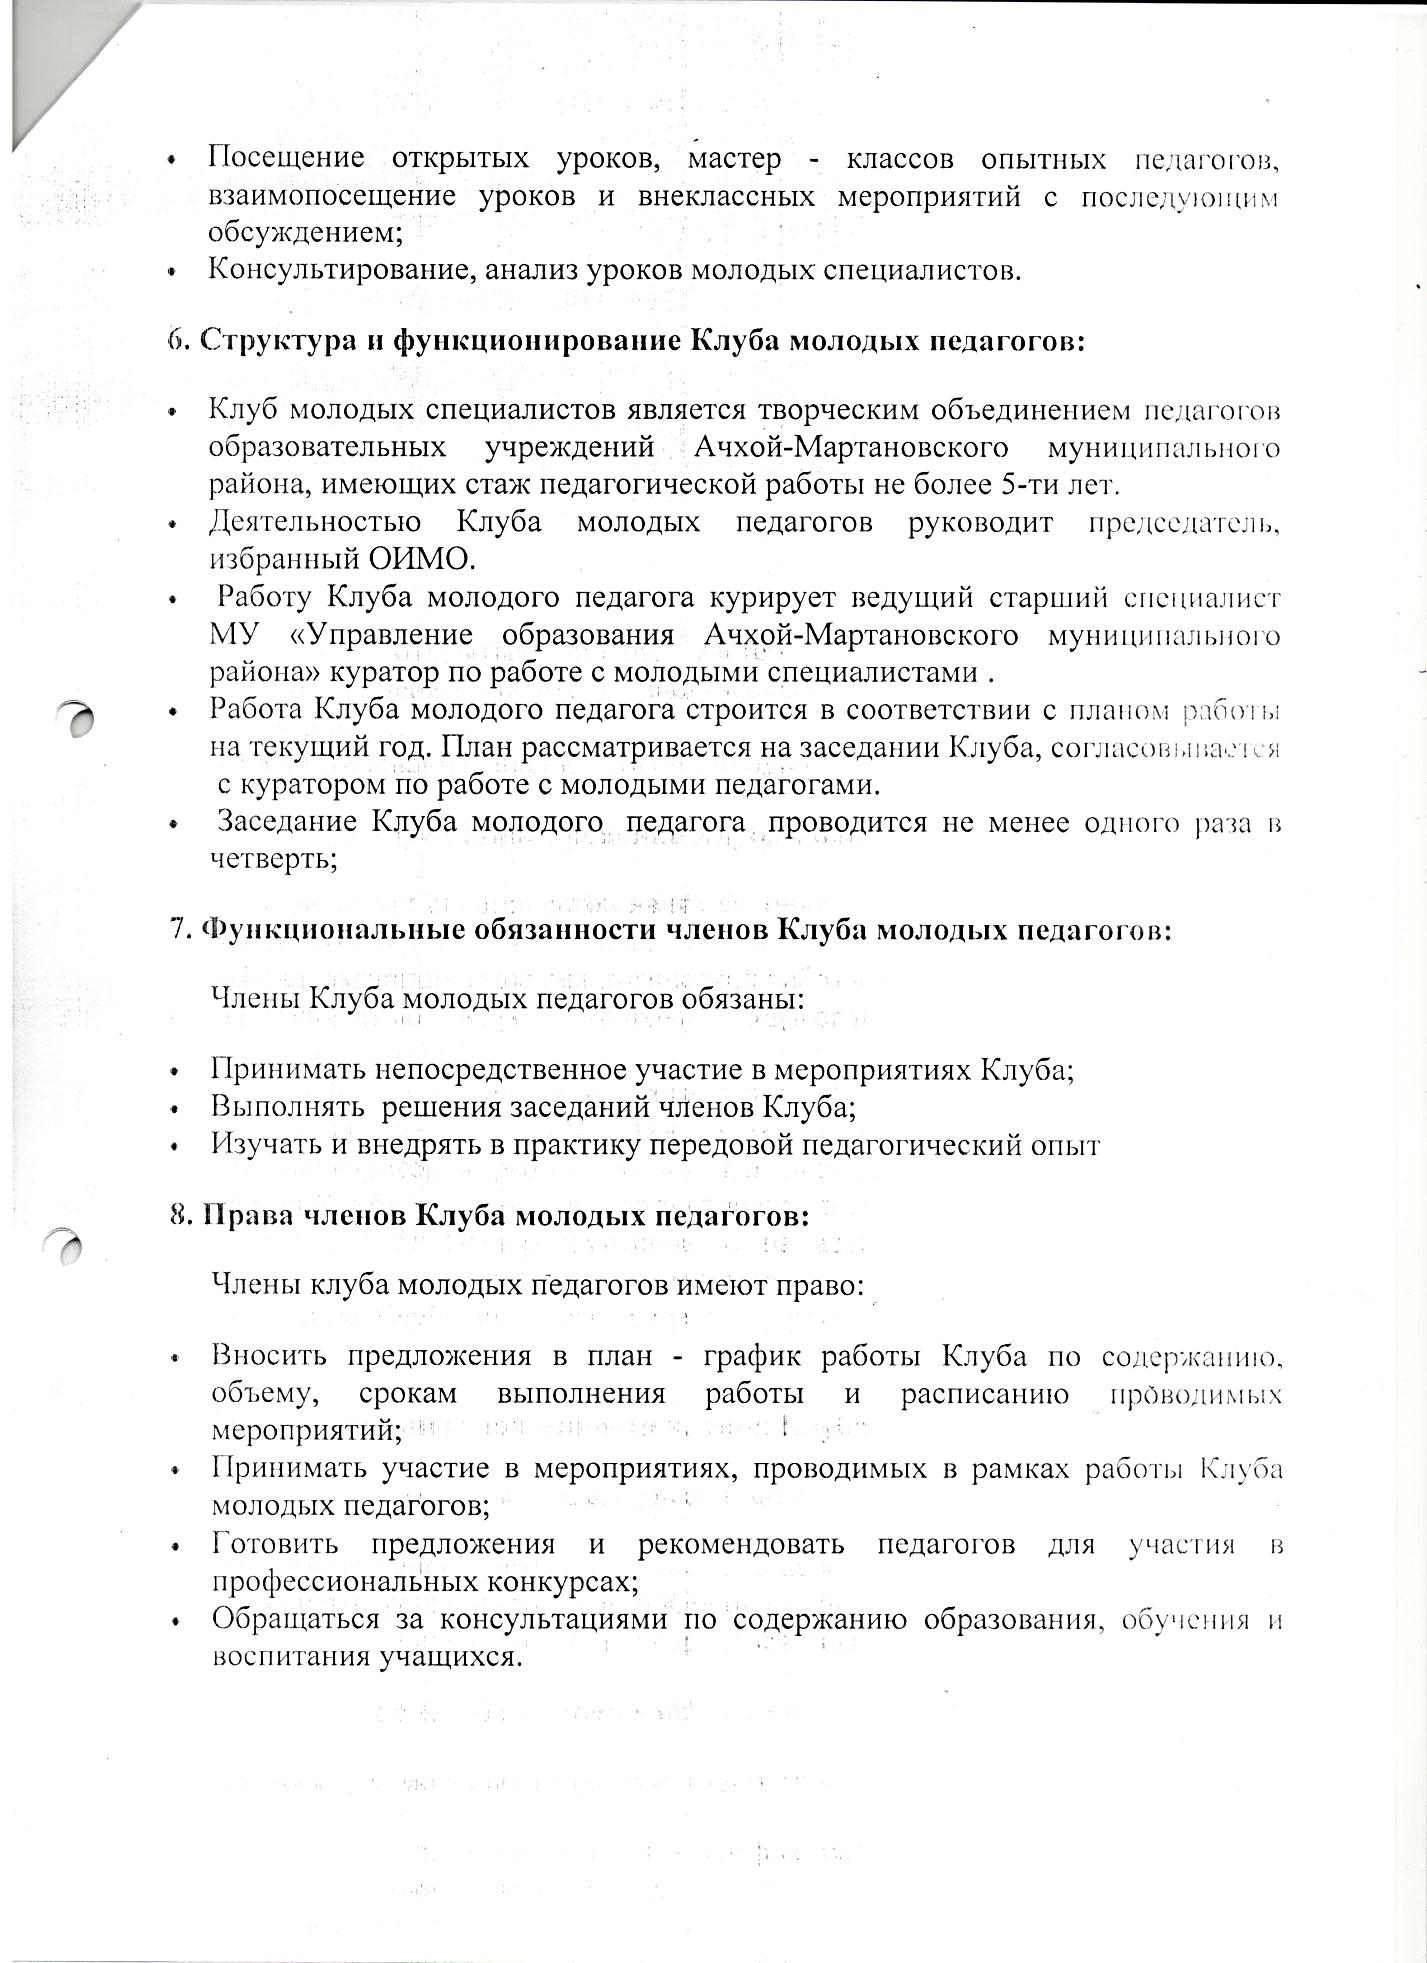 • Посещение открытых уроков, мастер - классов опытных педагогов,
взаимопосещение уроков и внеклассных мероприятий с последующим
обсуждением;
• Консультирование, анализ уроков молодых специалистов.
6. Структура и функционирование Клуба молодых педагогов:
• Клуб молодых специалистов является творческим объединением педагогов
образовательных учреждений Ачхой-Мартановского муниципального
района, имеющих стаж педагогической работы не более 5-ти лет.
• Деятельностью Клуба молодых педагогов руководит председатель,
избранный ОИМО.
• Работу Клуба молодого педагога курирует ведущий старший специалист
МУ «Управление образования Ачхой-Мартановского муниципального
района» куратор по работе с молодыми специалистами .
• Работа Клуба молодого педагога строится в соответствии с планом работы
на текущий год. План рассматривается на заседании Клуба, согласовывается
с куратором по работе с молодыми педагогами.
• Заседание Клуба молодого педагога проводится не менее одного раза в
четверть;
7. Функциональные обязанности членов Клуба молодых педагогов:
Члены Клуба молодых педагогов обязаны:
• Принимать непосредственное участие в мероприятиях Клуба;
• Выполнять решения заседаний членов Клуба;
• Изучать и внедрять в практику передовой педагогический опыт
8. Права членов Клуба молодых педагогов:
Члены клуба молодых педагогов имеют право:
• Вносить предложения в план - график работы Клуба по содержанию,
объему, срокам выполнения работы и расписанию проводимых
мероприятий;
• Принимать участие в мероприятиях, проводимых в рамках работы Клуба
молодых педагогов;
• Готовить предложения и рекомендовать педагогов для участия в
профессиональных конкурсах;
• Обращаться за консультациями по содержанию образования, обучения и
воспитания учащихся.